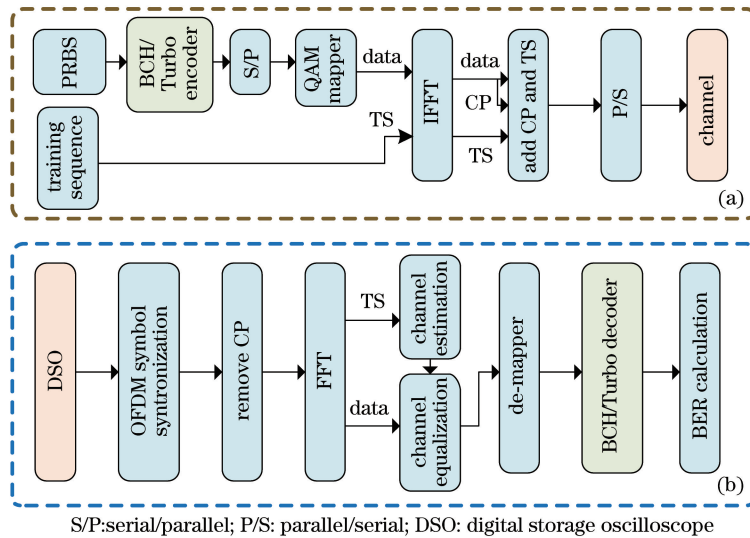 PRBS
BCH/
Turbo
encoder
S/P
QAM
mapper
data
IFFT
data
CP
TS
add CP and TS
P/S
channel
training
sequence
TS
(a)
DSO
OFDM symbol
syntronization
remove CP
FFT
TS
data
channel
estimation
channel
equalization
de-mapper
BCH/Turbo decoder
BER calculation
(b)
S/P:serial/parallel; P/S: parallel/serial; DSO: digital storage oscilloscope